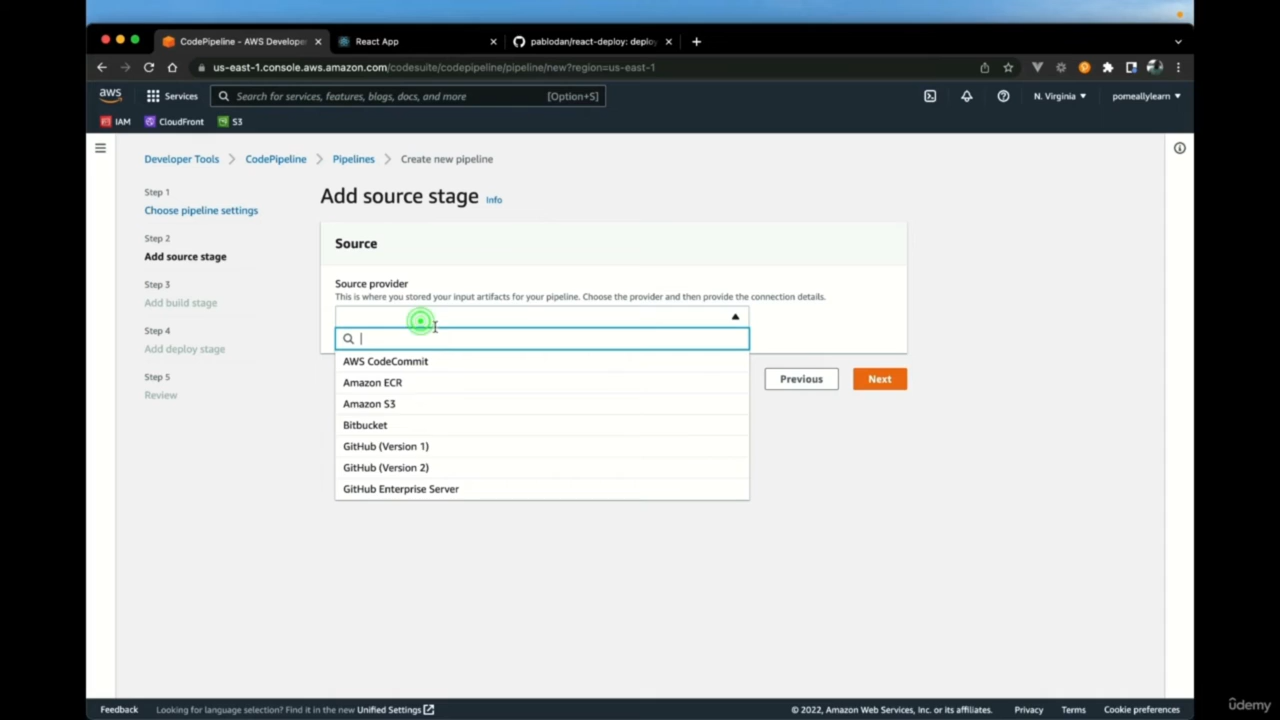 CodePipeline - AWS Develope
React App
pablodan/react-deploy: deploy
us-east-1.console.aws.amazon.com/codesuite/codepipeline/pipeline/new?region=us-east-1
aws
Services
Search for services, features, blogs, docs, and more
[Option+S]
N. Virginia
pomeallylearn
IAM
CloudFront
S3
Developer Tools
CodePipeline
Pipelines
Create new pipeline
Step 1
Choose pipeline settings
Step 2
Add source stage
Step 3
Add build stage
Step 4
Add deploy stage
Step 5
Review
Add source stage Info
Source
Source provider
This is where you stored your input artifacts for your pipeline. Choose the provider and then provide the connection details.
AWS CodeCommit
Amazon ECR
Amazon S3
Bitbucket
GitHub (Version 1)
GitHub (Version 2)
GitHub Enterprise Server
Previous
Next
Feedback
Looking for language selection? Find it in the new Unified Settings
© 2022, Amazon Web Services, Inc. or its affiliates.
Privacy
Terms
Cookie preferences
ûdemy